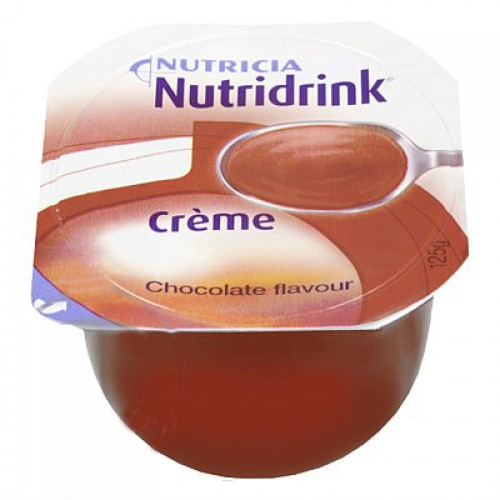 NUTRICIA
Nutridrink®
Crème
Chocolate flavour
125g